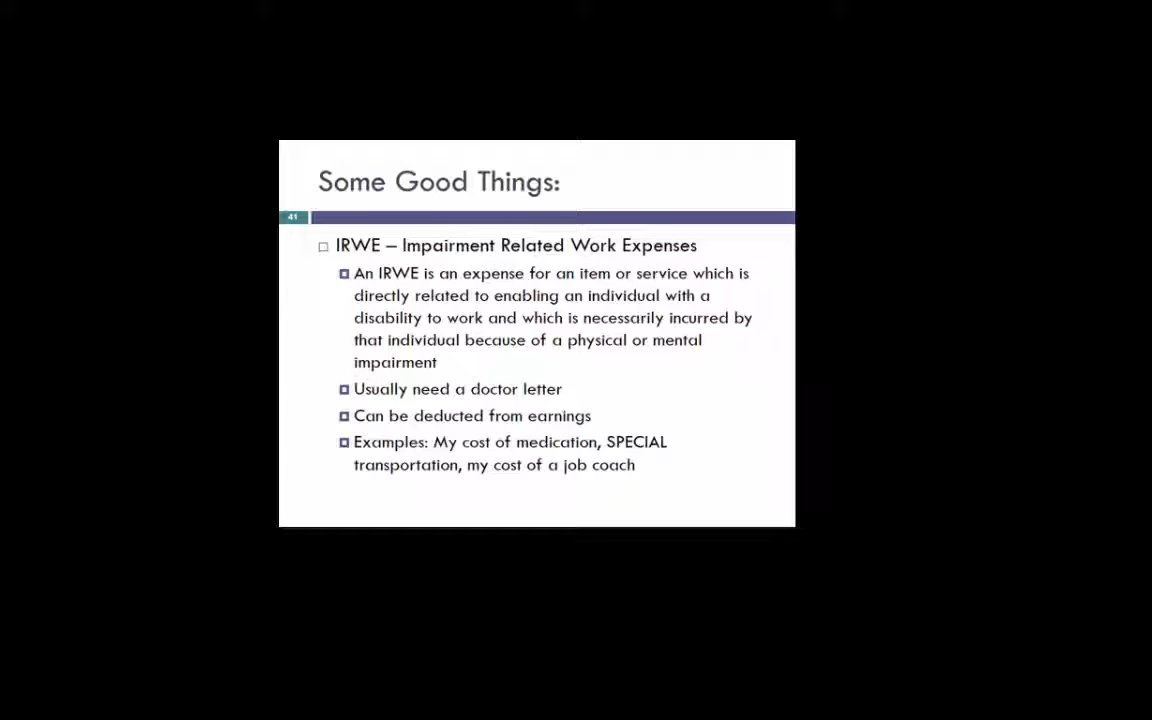 Some Good Things:
41
IRWE – Impairment Related Work Expenses
An IRWE is an expense for an item or service which is
directly related to enabling an individual with a
disability to work and which is necessarily incurred by
that individual because of a physical or mental
impairment
Usually need a doctor letter
Can be deducted from earnings
Examples: My cost of medication, SPECIAL
transportation, my cost of a job coach